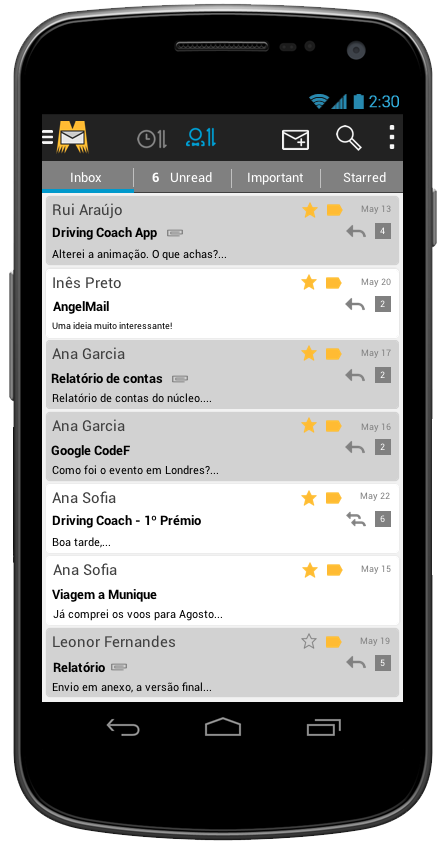 2:30
Inbox 6 Unread Important Starred
Rui Araújo May 13
Driving Coach App 4
Alterei a animação. O que achas?...
Inês Preto May 20
AngelMail 2
Uma ideia muito interessante!
Ana Garcia May 17
Relatório de contas 2
Relatório de contas do núcleo....
Ana Garcia May 16
Google CodeF 2
Como foi o evento em Londres?...
Ana Sofia May 22
Driving Coach - 1º Prémio 6
Boa tarde,...
Ana Sofia May 15
Viagem a Munique
Já comprei os voos para Agosto...
Leonor Fernandes May 19
Relatório 5
Envio em anexo, a versão final...